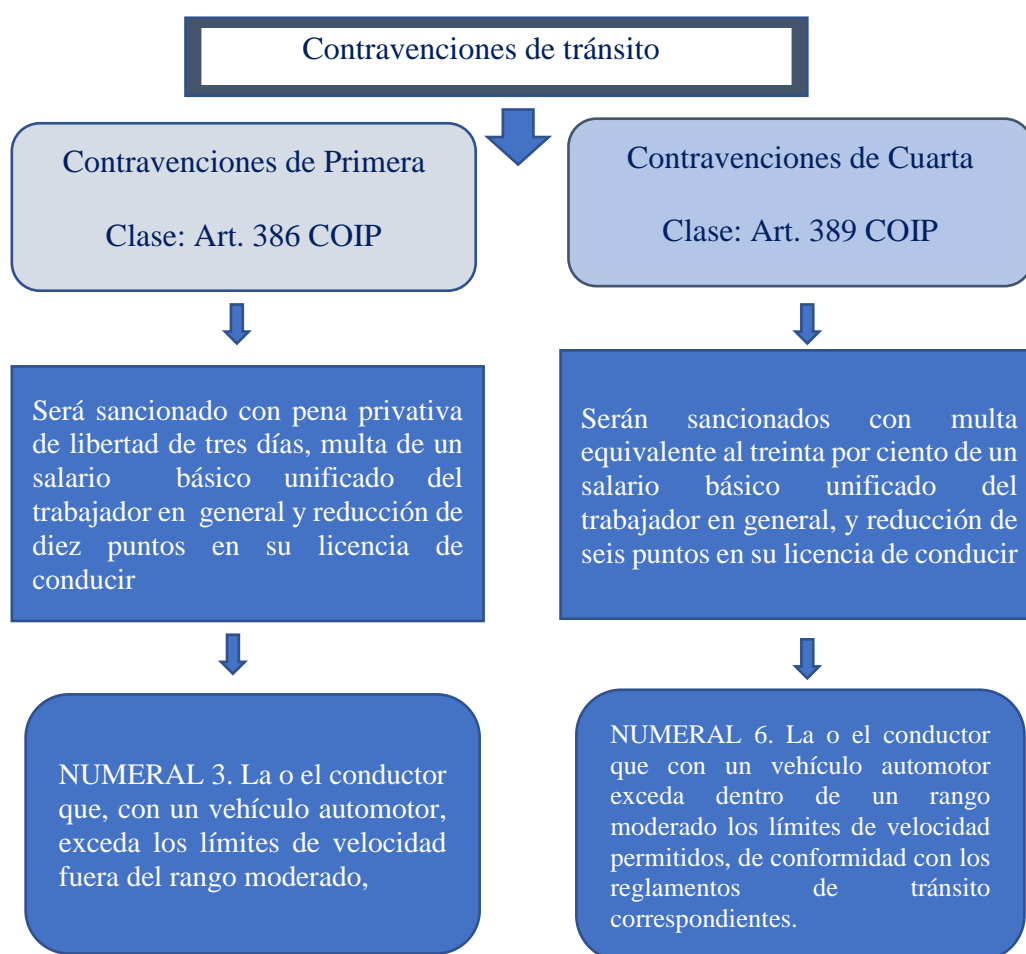 Contravenciones de tránsito
Contravenciones de Primera
Clase: Art. 386 COIP
Contravenciones de Cuarta
Clase: Art. 389 COIP
Será sancionado con pena privativa
de libertad de tres días, multa de un
salario básico unificado del
trabajador en general y reducción de
diez puntos en su licencia de
conducir
Serán sancionados con multa
equivalente al treinta por ciento de un
salario básico unificado del
trabajador en general, y reducción de
seis puntos en su licencia de conducir
NUMERAL 3. La o el conductor
que, con un vehículo automotor,
exceda los límites de velocidad
fuera del rango moderado,
NUMERAL 6. La o el conductor
que con un vehículo automotor
exceda dentro de un rango
moderado los límites de velocidad
permitidos, de conformidad con los
reglamentos de tránsito
correspondientes.